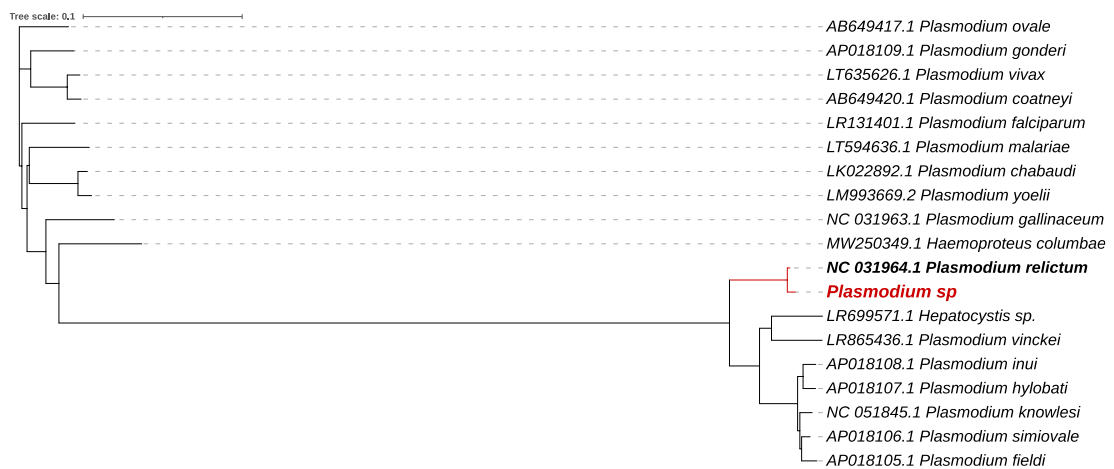 Tree scale: 0.1
AB649417.1 Plasmodium ovale
AP018109.1 Plasmodium gonderi
LT635626.1 Plasmodium vivax
AB649420.1 Plasmodium coatneyi
LR131401.1 Plasmodium falciparum
LT594636.1 Plasmodium malariae
LK022892.1 Plasmodium chabaudi
LM993669.2 Plasmodium yoelii
NC 031963.1 Plasmodium gallinaceum
MW250349.1 Haemoproteus columbae
NC 031964.1 Plasmodium relictum
Plasmodium sp
LR699571.1 Hepatocystis sp.
LR865436.1 Plasmodium vinckei
AP018108.1 Plasmodium inui
AP018107.1 Plasmodium hylobati
NC 051845.1 Plasmodium knowlesi
AP018106.1 Plasmodium simiovale
AP018105.1 Plasmodium fieldi